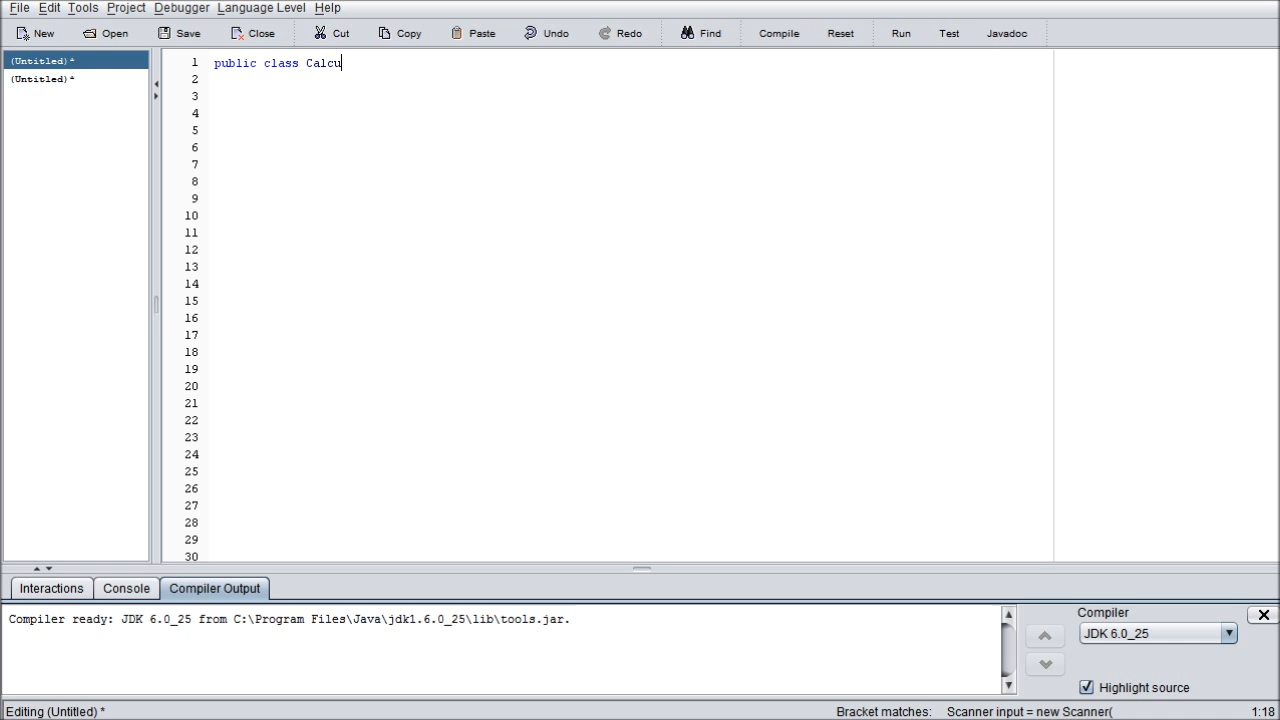 File Edit Tools Project Debugger Language Level Help
New Open Save Close Cut Copy Paste Undo Redo Find Compile Reset Run Test Javadoc
(Untitled)*
(Untitled)*
1 public class Calcu
2
3
4
5
6
7
8
9
10
11
12
13
14
15
16
17
18
19
20
21
22
23
24
25
26
27
28
29
30
Interactions Console Compiler Output
Compiler ready: JDK 6.0_25 from C:\Program Files\Java\jdk1.6.0_25\lib\tools.jar.
Compiler
JDK 6.0_25
Highlight source
Editing (Untitled) * Bracket matches: Scanner input = new Scanner( 1:18